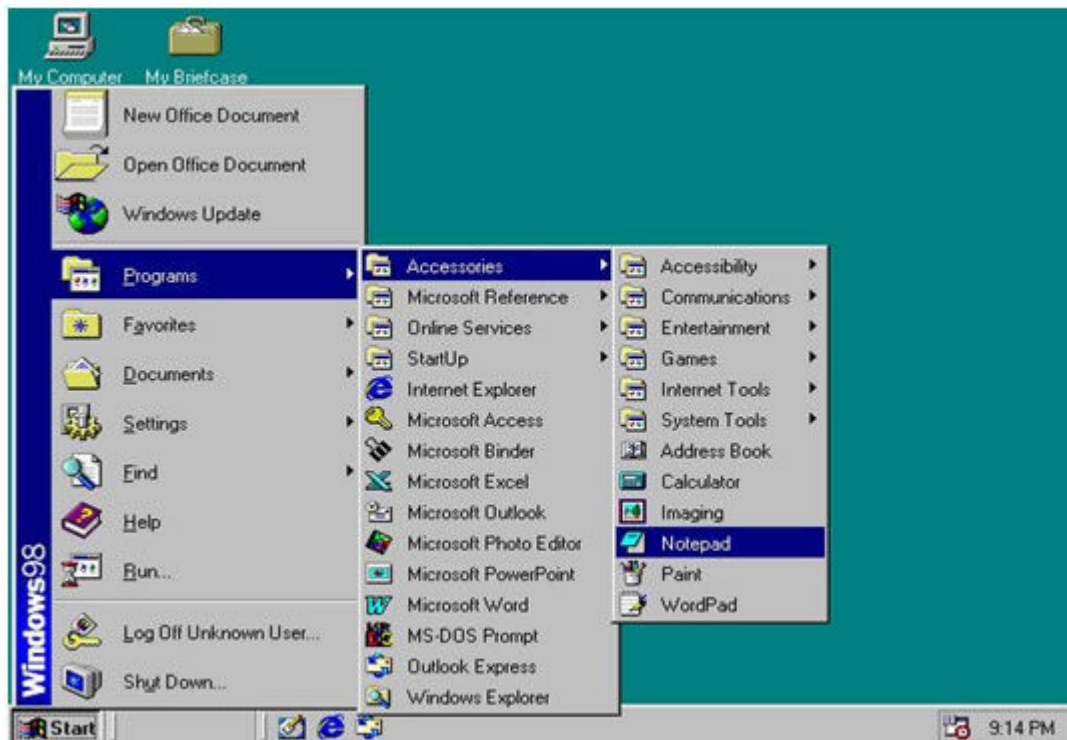 My Computer
My Briefcase
New Office Document
Open Office Document
Windows Update
Programs
Favorites
Documents
Settings
Find
Help
Run...
Log Off Unknown User...
Shut Down...
Windows98
Accessories
Microsoft Reference
Online Services
StartUp
Internet Explorer
Microsoft Access
Microsoft Binder
Microsoft Excel
Microsoft Outlook
Microsoft Photo Editor
Microsoft PowerPoint
Microsoft Word
MS-DOS Prompt
Outlook Express
Windows Explorer
Accessibility
Communications
Entertainment
Games
Internet Tools
System Tools
Address Book
Calculator
Imaging
Notepad
Paint
WordPad
Start
9:14 PM